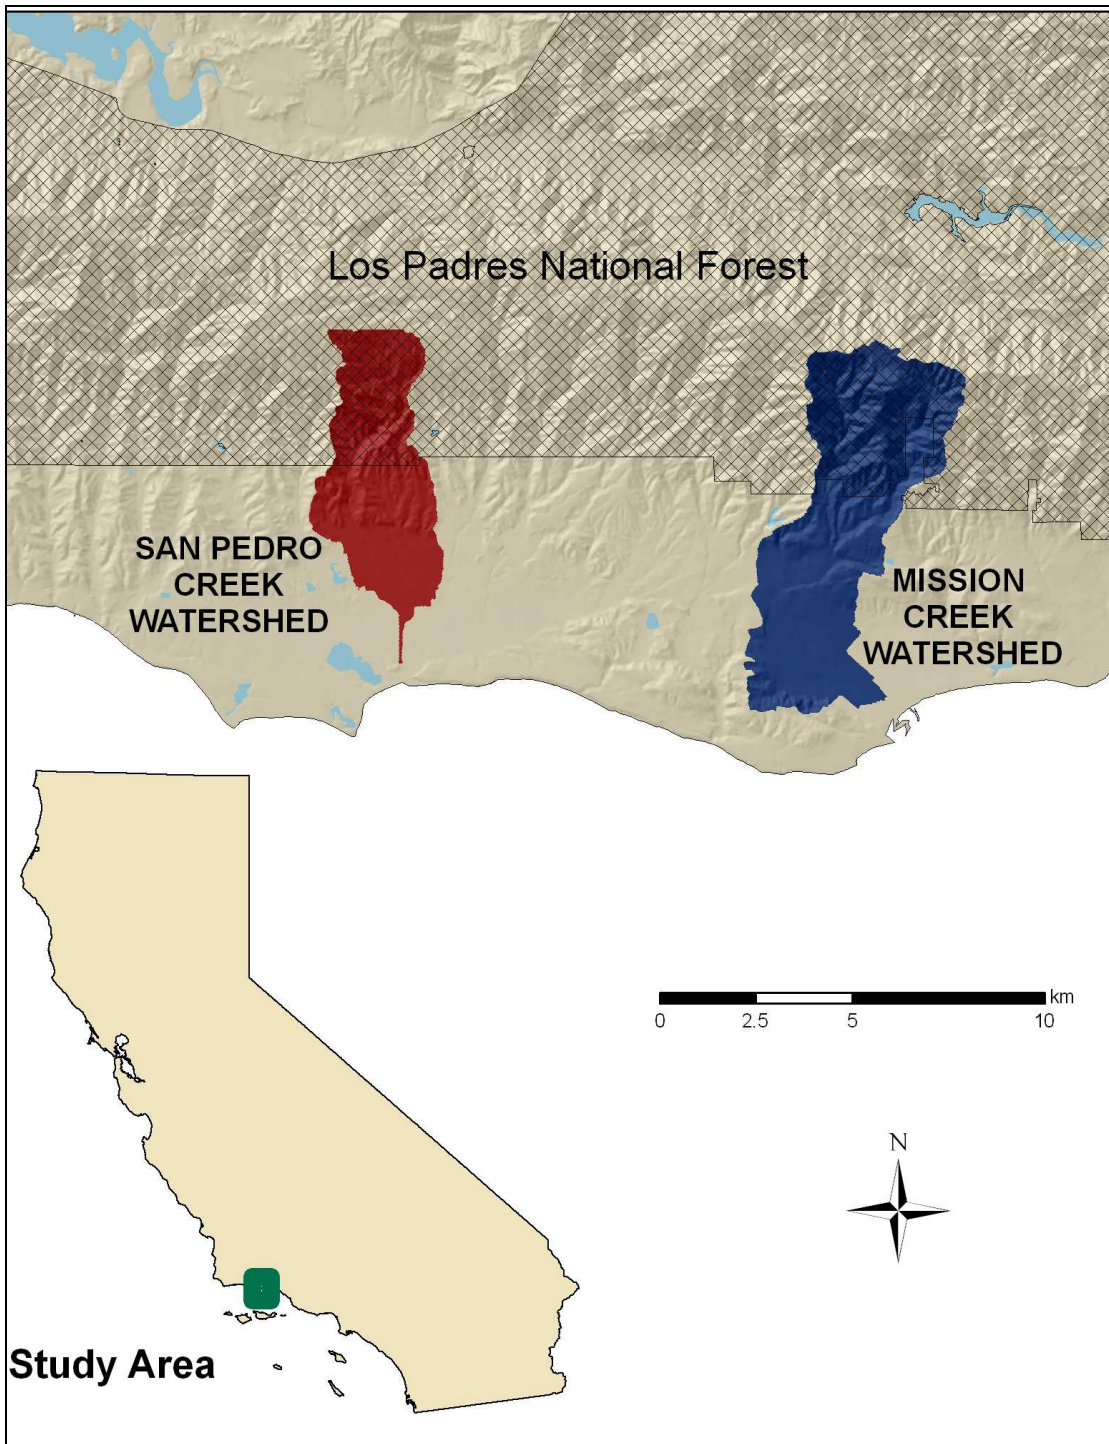 Los Padres National Forest
SAN PEDRO
CREEK
WATERSHED
MISSION
CREEK
WATERSHED
km
0 2.5 5 10
N
Study Area